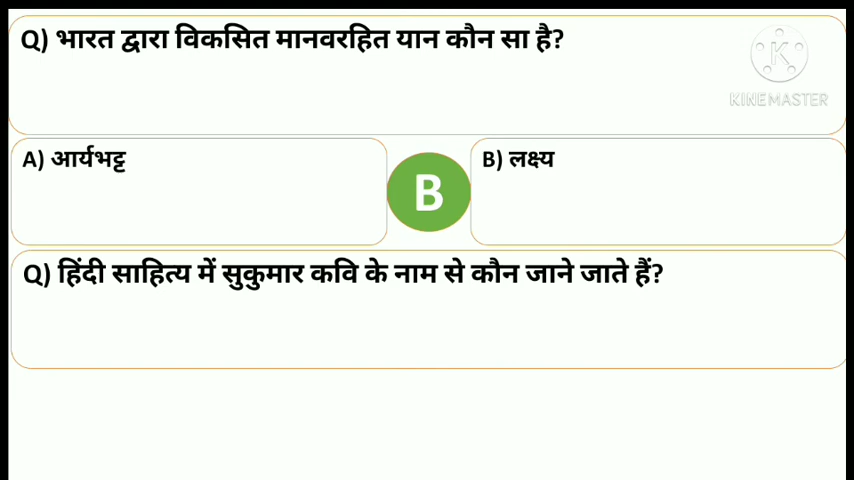 Q) भारत द्वारा विकसित मानवरहित यान कौन सा है?
KINEMASTER
A) आर्यभट्ट
B
B) लक्ष्य
Q) हिंदी साहित्य में सुकुमार कवि के नाम से कौन जाने जाते हैं?